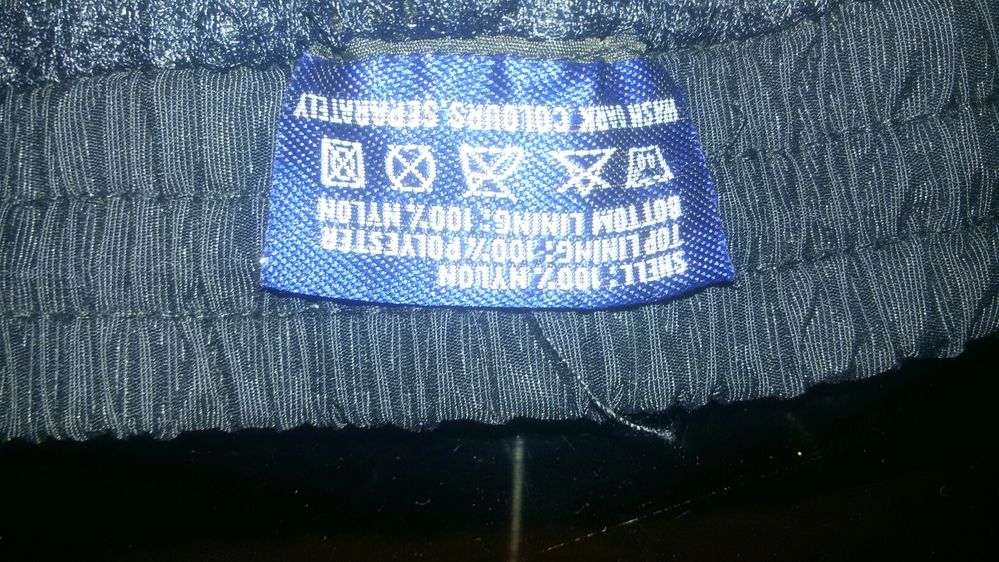 SHELL: 100% NYLON
TOP LINING: 100% POLYESTER
BOTTOM LINING: 100% NYLON
WASH DARK COLOURS SEPARATELY